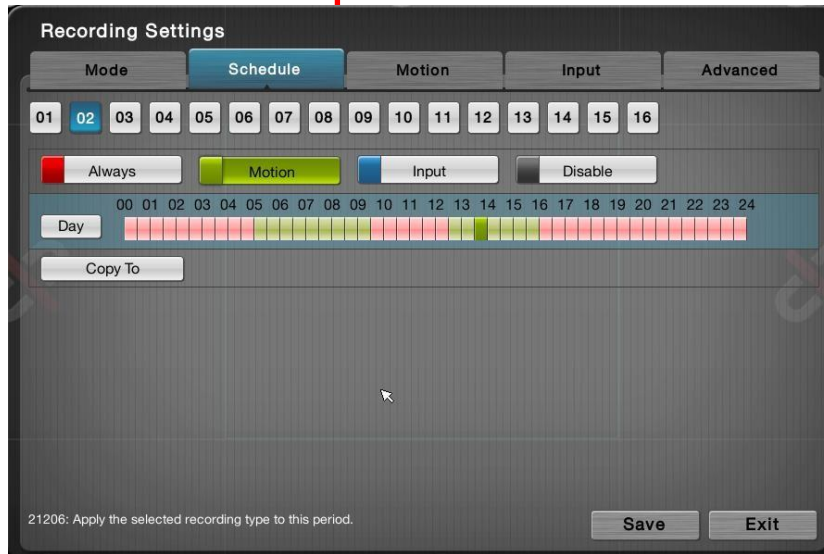 Recording Settings
Mode Schedule Motion Input Advanced
01 02 03 04 05 06 07 08 09 10 11 12 13 14 15 16
Always Motion Input Disable
00 01 02 03 04 05 06 07 08 09 10 11 12 13 14 15 16 17 18 19 20 21 22 23 24
Day
Copy To
21206: Apply the selected recording type to this period.
Save Exit